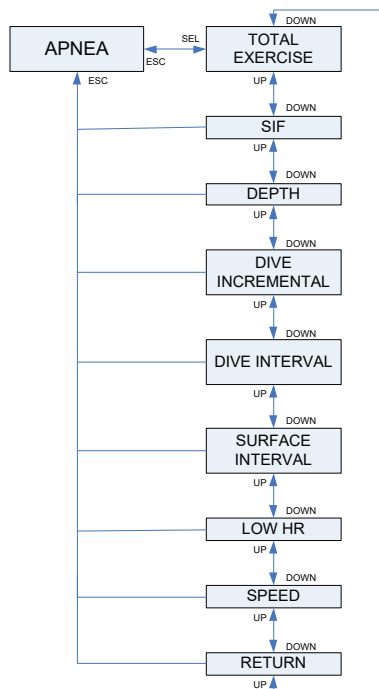 DOWN
APNEA
SEL
ESC
TOTAL
EXERCISE
ESC
UP
DOWN
SIF
UP
DOWN
DEPTH
UP
DOWN
DIVE
INCREMENTAL
UP
DOWN
DIVE INTERVAL
UP
DOWN
SURFACE
INTERVAL
UP
DOWN
LOW HR
UP
DOWN
SPEED
UP
DOWN
RETURN
UP